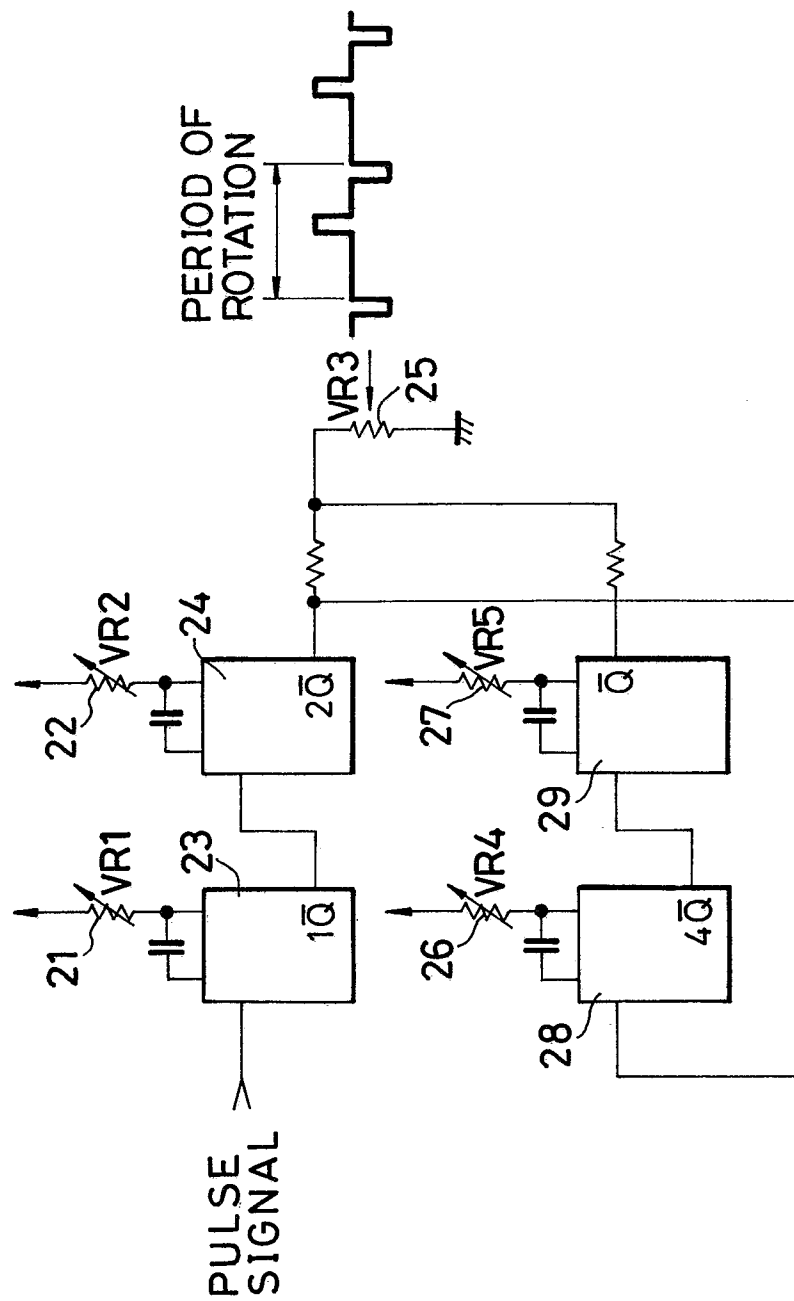 PERIOD OF
ROTATION
VR3
25
VR2
22
24
2Q̅
VR5
27
29
Q̅
VR1
21
23
1Q̅
VR4
26
28
4Q̅
PULSE
SIGNAL